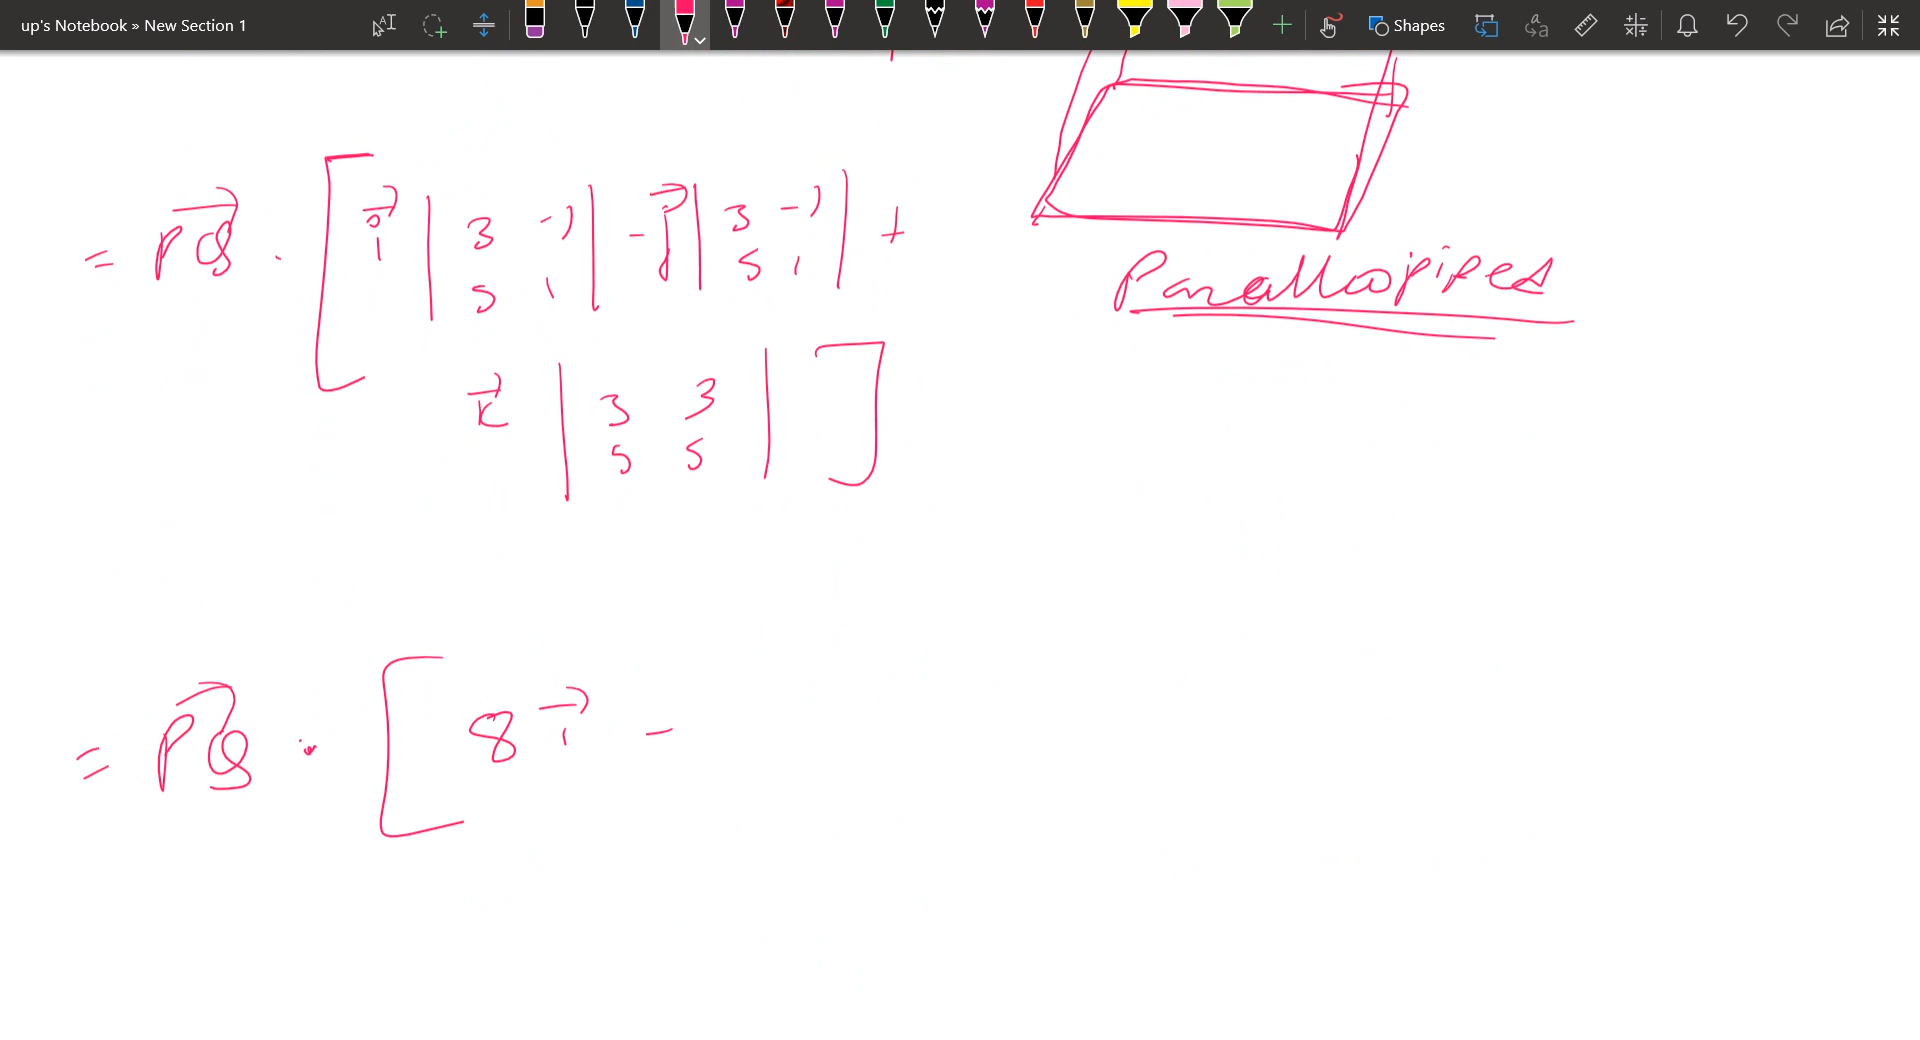 up's Notebook » New Section 1
Shapes
= PQ⃗ · [ i⃗ | 3 -1 | - j⃗ | 3 -1 | +
5 1 5 1
k⃗ | 3 3 | ]
5 5
Parallopiped
= PQ⃗ · [ 8 i⃗ -